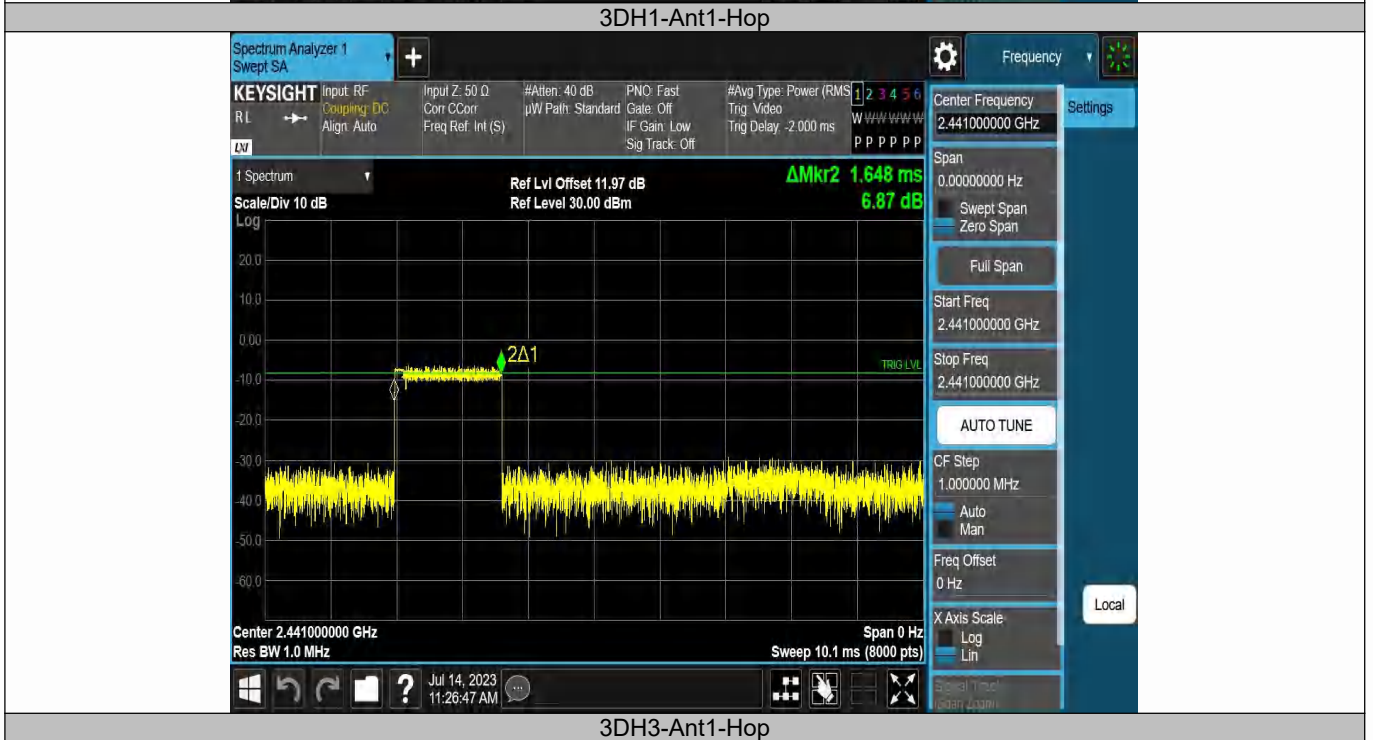 3DH1-Ant1-Hop
Spectrum Analyzer 1
Swept SA
+
Frequency
KEYSIGHT
RL
LXI
Input: RF
Coupling: DC
Align: Auto
Input Z: 50 Ω
Corr CCorr
Freq Ref: Int (S)
#Atten: 40 dB
µW Path: Standard
PNO: Fast
Gate: Off
IF Gain: Low
Sig Track: Off
#Avg Type: Power (RMS
Trig: Video
Trig Delay: -2.000 ms
1 2 3 4 5 6
W W W W W W
P P P P P P
Center Frequency
2.441000000 GHz
Settings
1 Spectrum
Scale/Div 10 dB
Log
Ref Lvl Offset 11.97 dB
Ref Level 30.00 dBm
ΔMkr2 1.648 ms
6.87 dB
Span
0.00000000 Hz
Swept Span
Zero Span
Full Span
Start Freq
2.441000000 GHz
Stop Freq
2.441000000 GHz
AUTO TUNE
CF Step
1.000000 MHz
Auto
Man
Freq Offset
0 Hz
X Axis Scale
Log
Lin
Local
20.0
10.0
0.00
-10.0
-20.0
-30.0
-40.0
-50.0
-60.0
2Δ1
TRIG LVL
Center 2.441000000 GHz
Res BW 1.0 MHz
Span 0 Hz
Sweep 10.1 ms (8000 pts)
?
Jul 14, 2023
11:26:47 AM
3DH3-Ant1-Hop